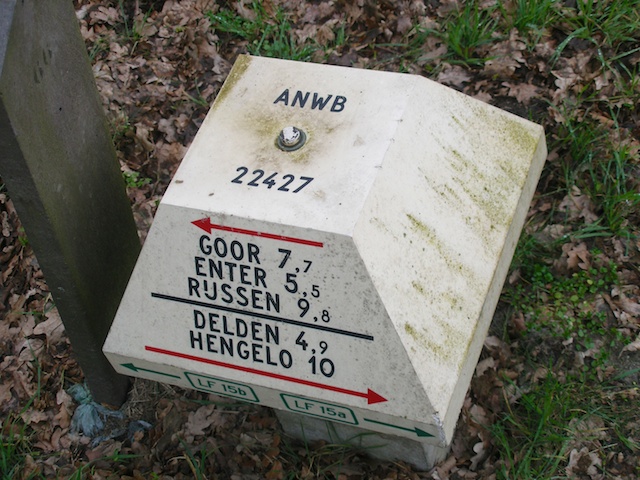 ANWB
22427
GOOR 7,7
ENTER 5,5
RIJSSEN 9,8
DELDEN 4,9
HENGELO 10
LF 15b LF 15a